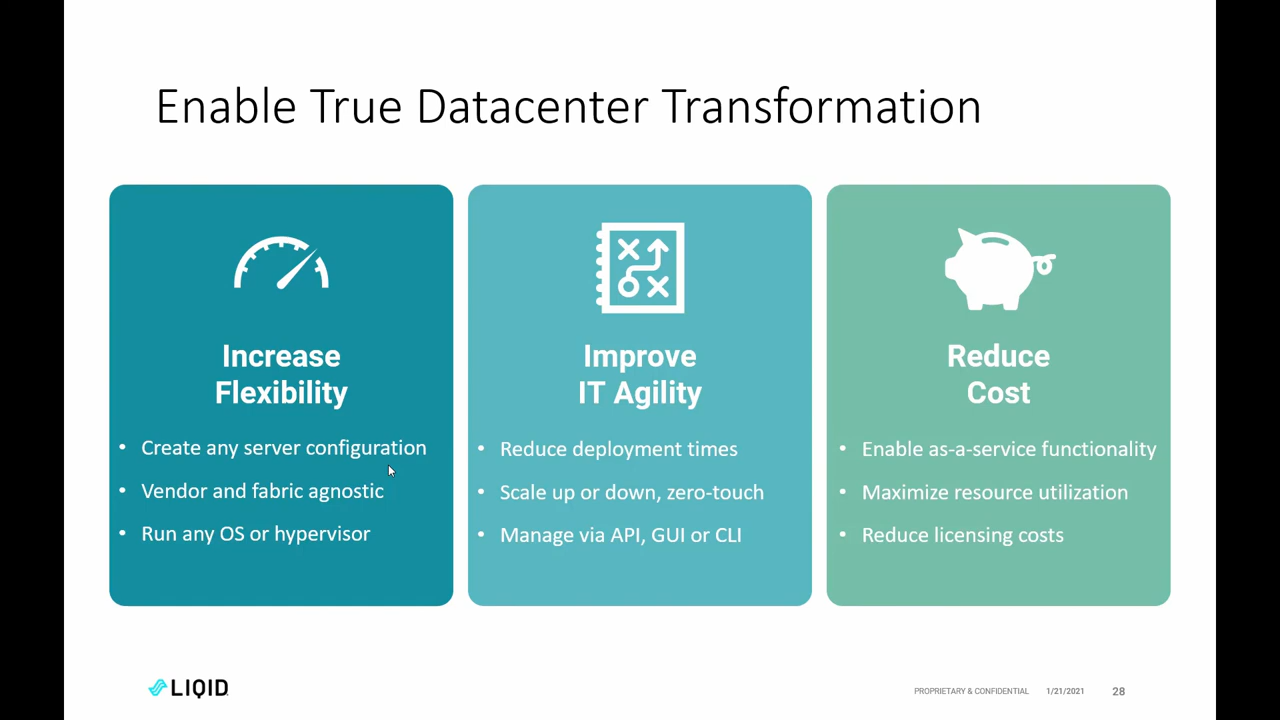 Enable True Datacenter Transformation
Increase
Flexibility
• Create any server configuration
• Vendor and fabric agnostic
• Run any OS or hypervisor
Improve
IT Agility
• Reduce deployment times
• Scale up or down, zero-touch
• Manage via API, GUI or CLI
Reduce
Cost
• Enable as-a-service functionality
• Maximize resource utilization
• Reduce licensing costs
LIQID
PROPRIETARY & CONFIDENTIAL 1/21/2021 28